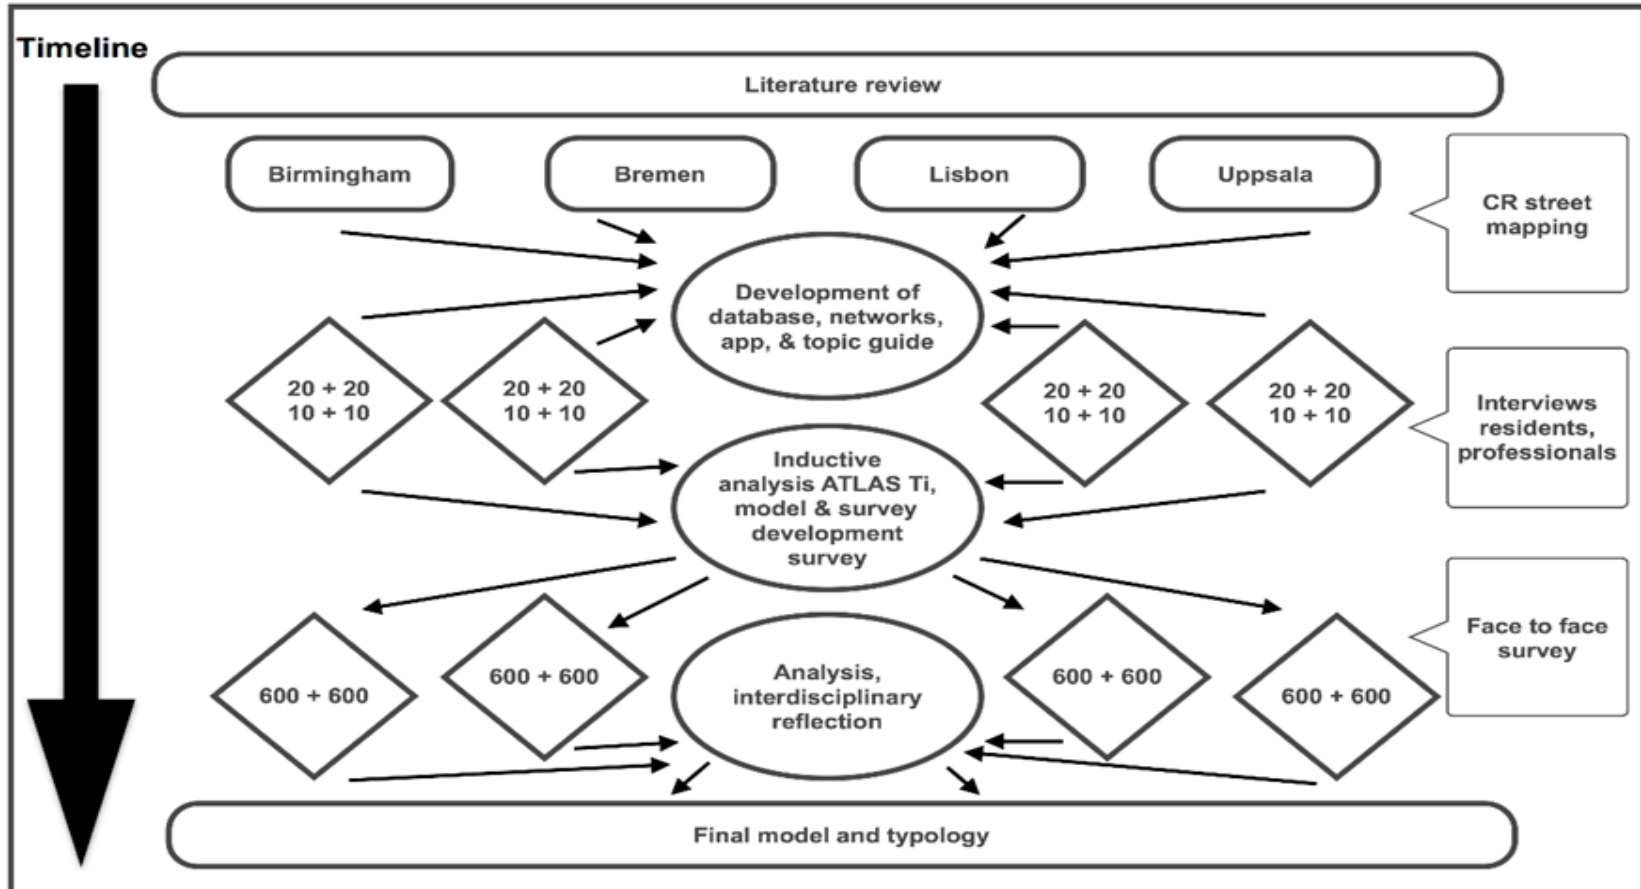 Timeline
Literature review
Birmingham
Bremen
Lisbon
Uppsala
CR street
mapping
Development of
database, networks,
app, & topic guide
20 + 20
10 + 10
20 + 20
10 + 10
20 + 20
10 + 10
20 + 20
10 + 10
Interviews
residents,
professionals
Inductive
analysis ATLAS Ti,
model & survey
development
survey
600 + 600
600 + 600
Analysis,
interdisciplinary
reflection
600 + 600
600 + 600
Face to face
survey
Final model and typology